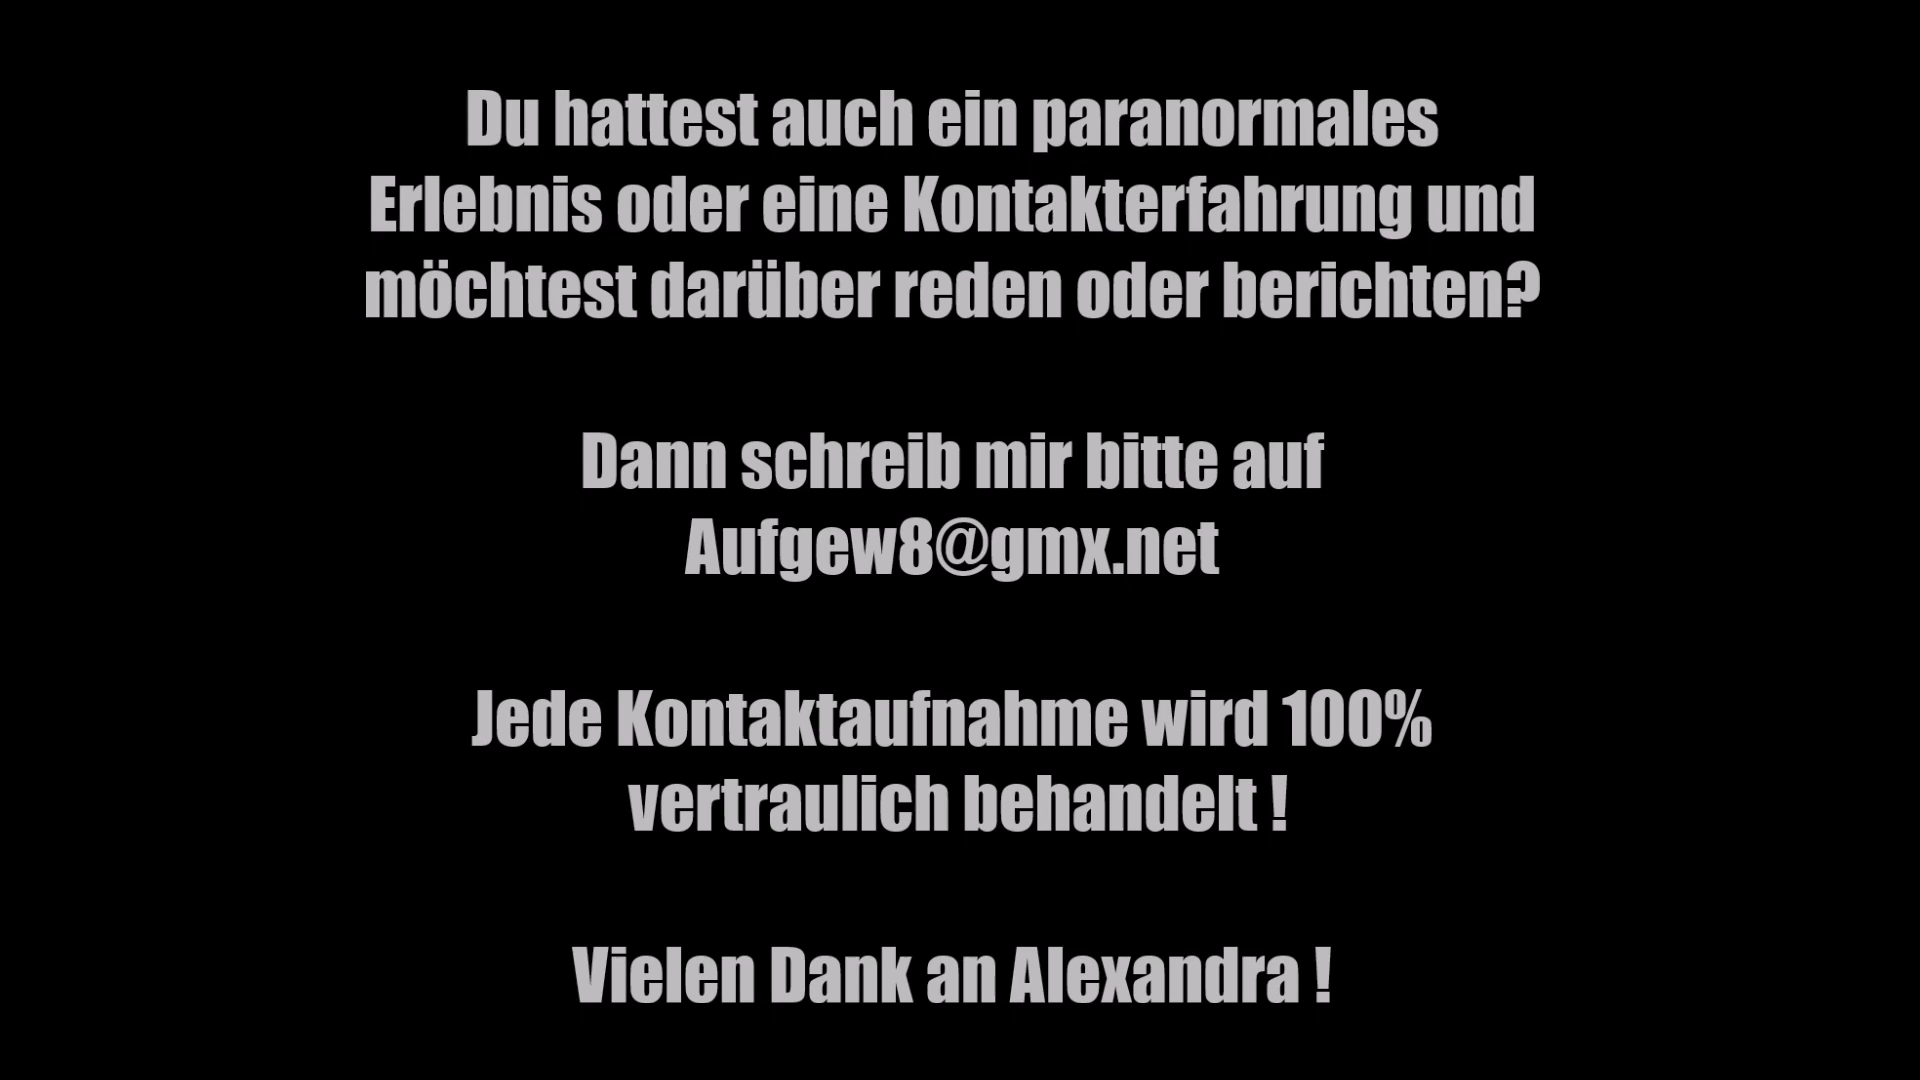 Du hattest auch ein paranormales
Erlebnis oder eine Kontakterfahrung und
möchtest darüber reden oder berichten?
Dann schreib mir bitte auf
Aufgew8@gmx.net
Jede Kontaktaufnahme wird 100%
vertraulich behandelt !
Vielen Dank an Alexandra !